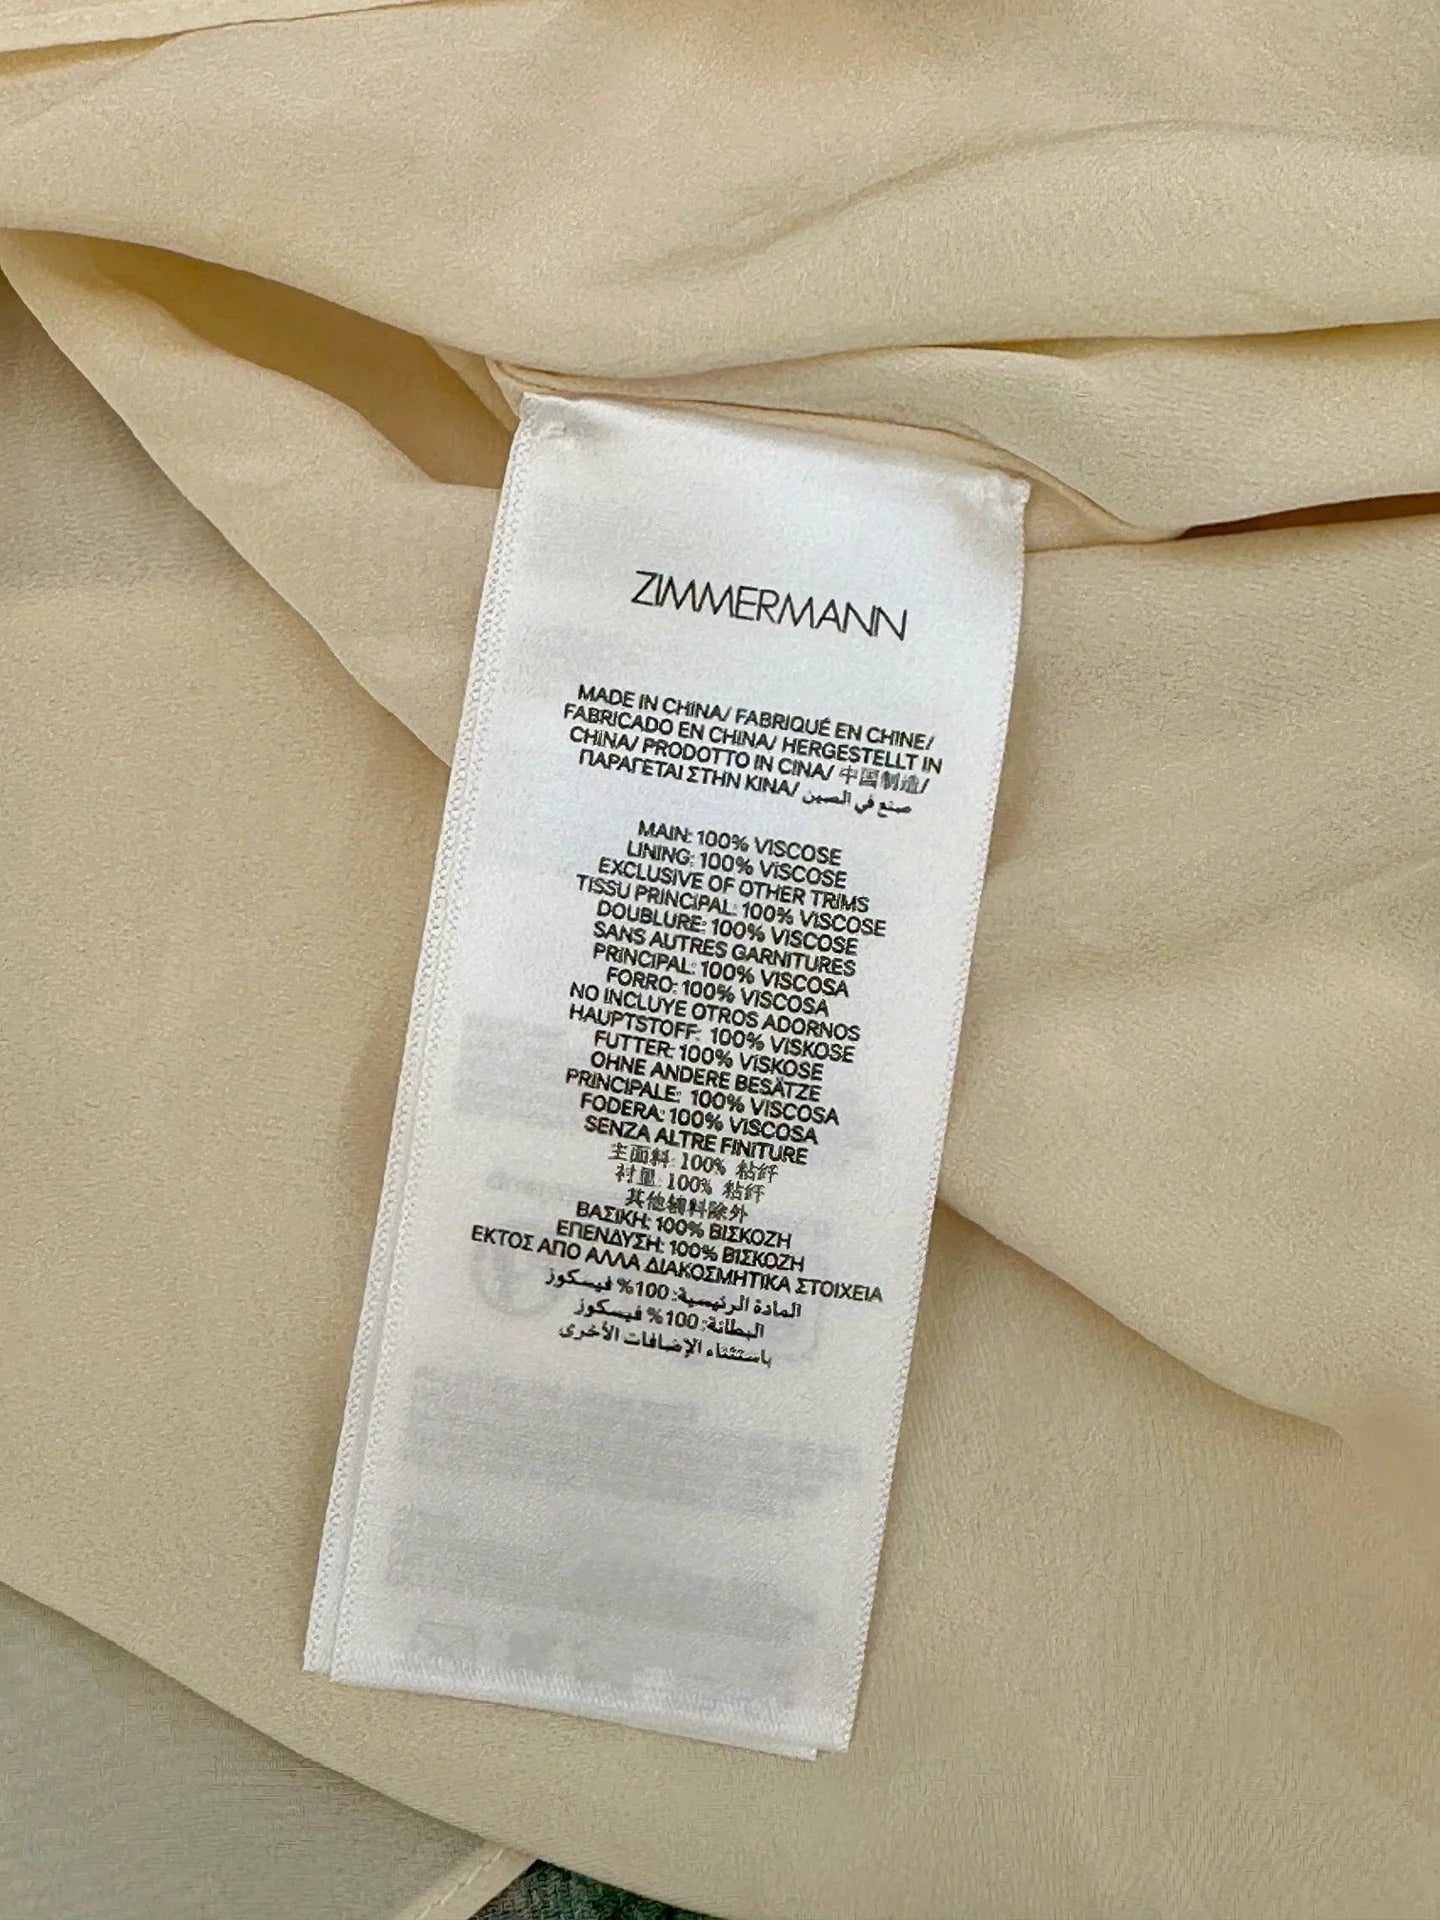 ZIMMERMANN
MADE IN CHINA/ FABRIQUÉ EN CHINE/
FABRICADO EN CHINA/ HERGESTELLT IN
CHINA/ PRODOTTO IN CINA/ 中国制造/
ΠΑΡΑΓΕΤΑΙ ΣΤΗΝ ΚΙΝΑ/ صنع في الصين
MAIN: 100% VISCOSE
LINING: 100% VISCOSE
EXCLUSIVE OF OTHER TRIMS
TISSU PRINCIPAL: 100% VISCOSE
DOUBLURE: 100% VISCOSE
SANS AUTRES GARNITURES
PRINCIPAL: 100% VISCOSA
FORRO: 100% VISCOSA
NO INCLUYE OTROS ADORNOS
HAUPTSTOFF: 100% VISKOSE
FUTTER: 100% VISKOSE
OHNE ANDERE BESÄTZE
PRINCIPALE: 100% VISCOSA
FODERA: 100% VISCOSA
SENZA ALTRE FINITURE
主面料: 100% 粘纤
衬里: 100% 粘纤
其他辅料除外
ΒΑΣΙΚΗ: 100% ΒΙΣΚΟΖΗ
ΕΠΕΝΔΥΣΗ: 100% ΒΙΣΚΟΖΗ
ΕΚΤΟΣ ΑΠΟ ΑΛΛΑ ΔΙΑΚΟΣΜΗΤΙΚΑ ΣΤΟΙΧΕΙΑ
المادة الرئيسية: 100% فيسكوز
البطانة: 100% فيسكوز
باستثناء الإضافات الأخرى